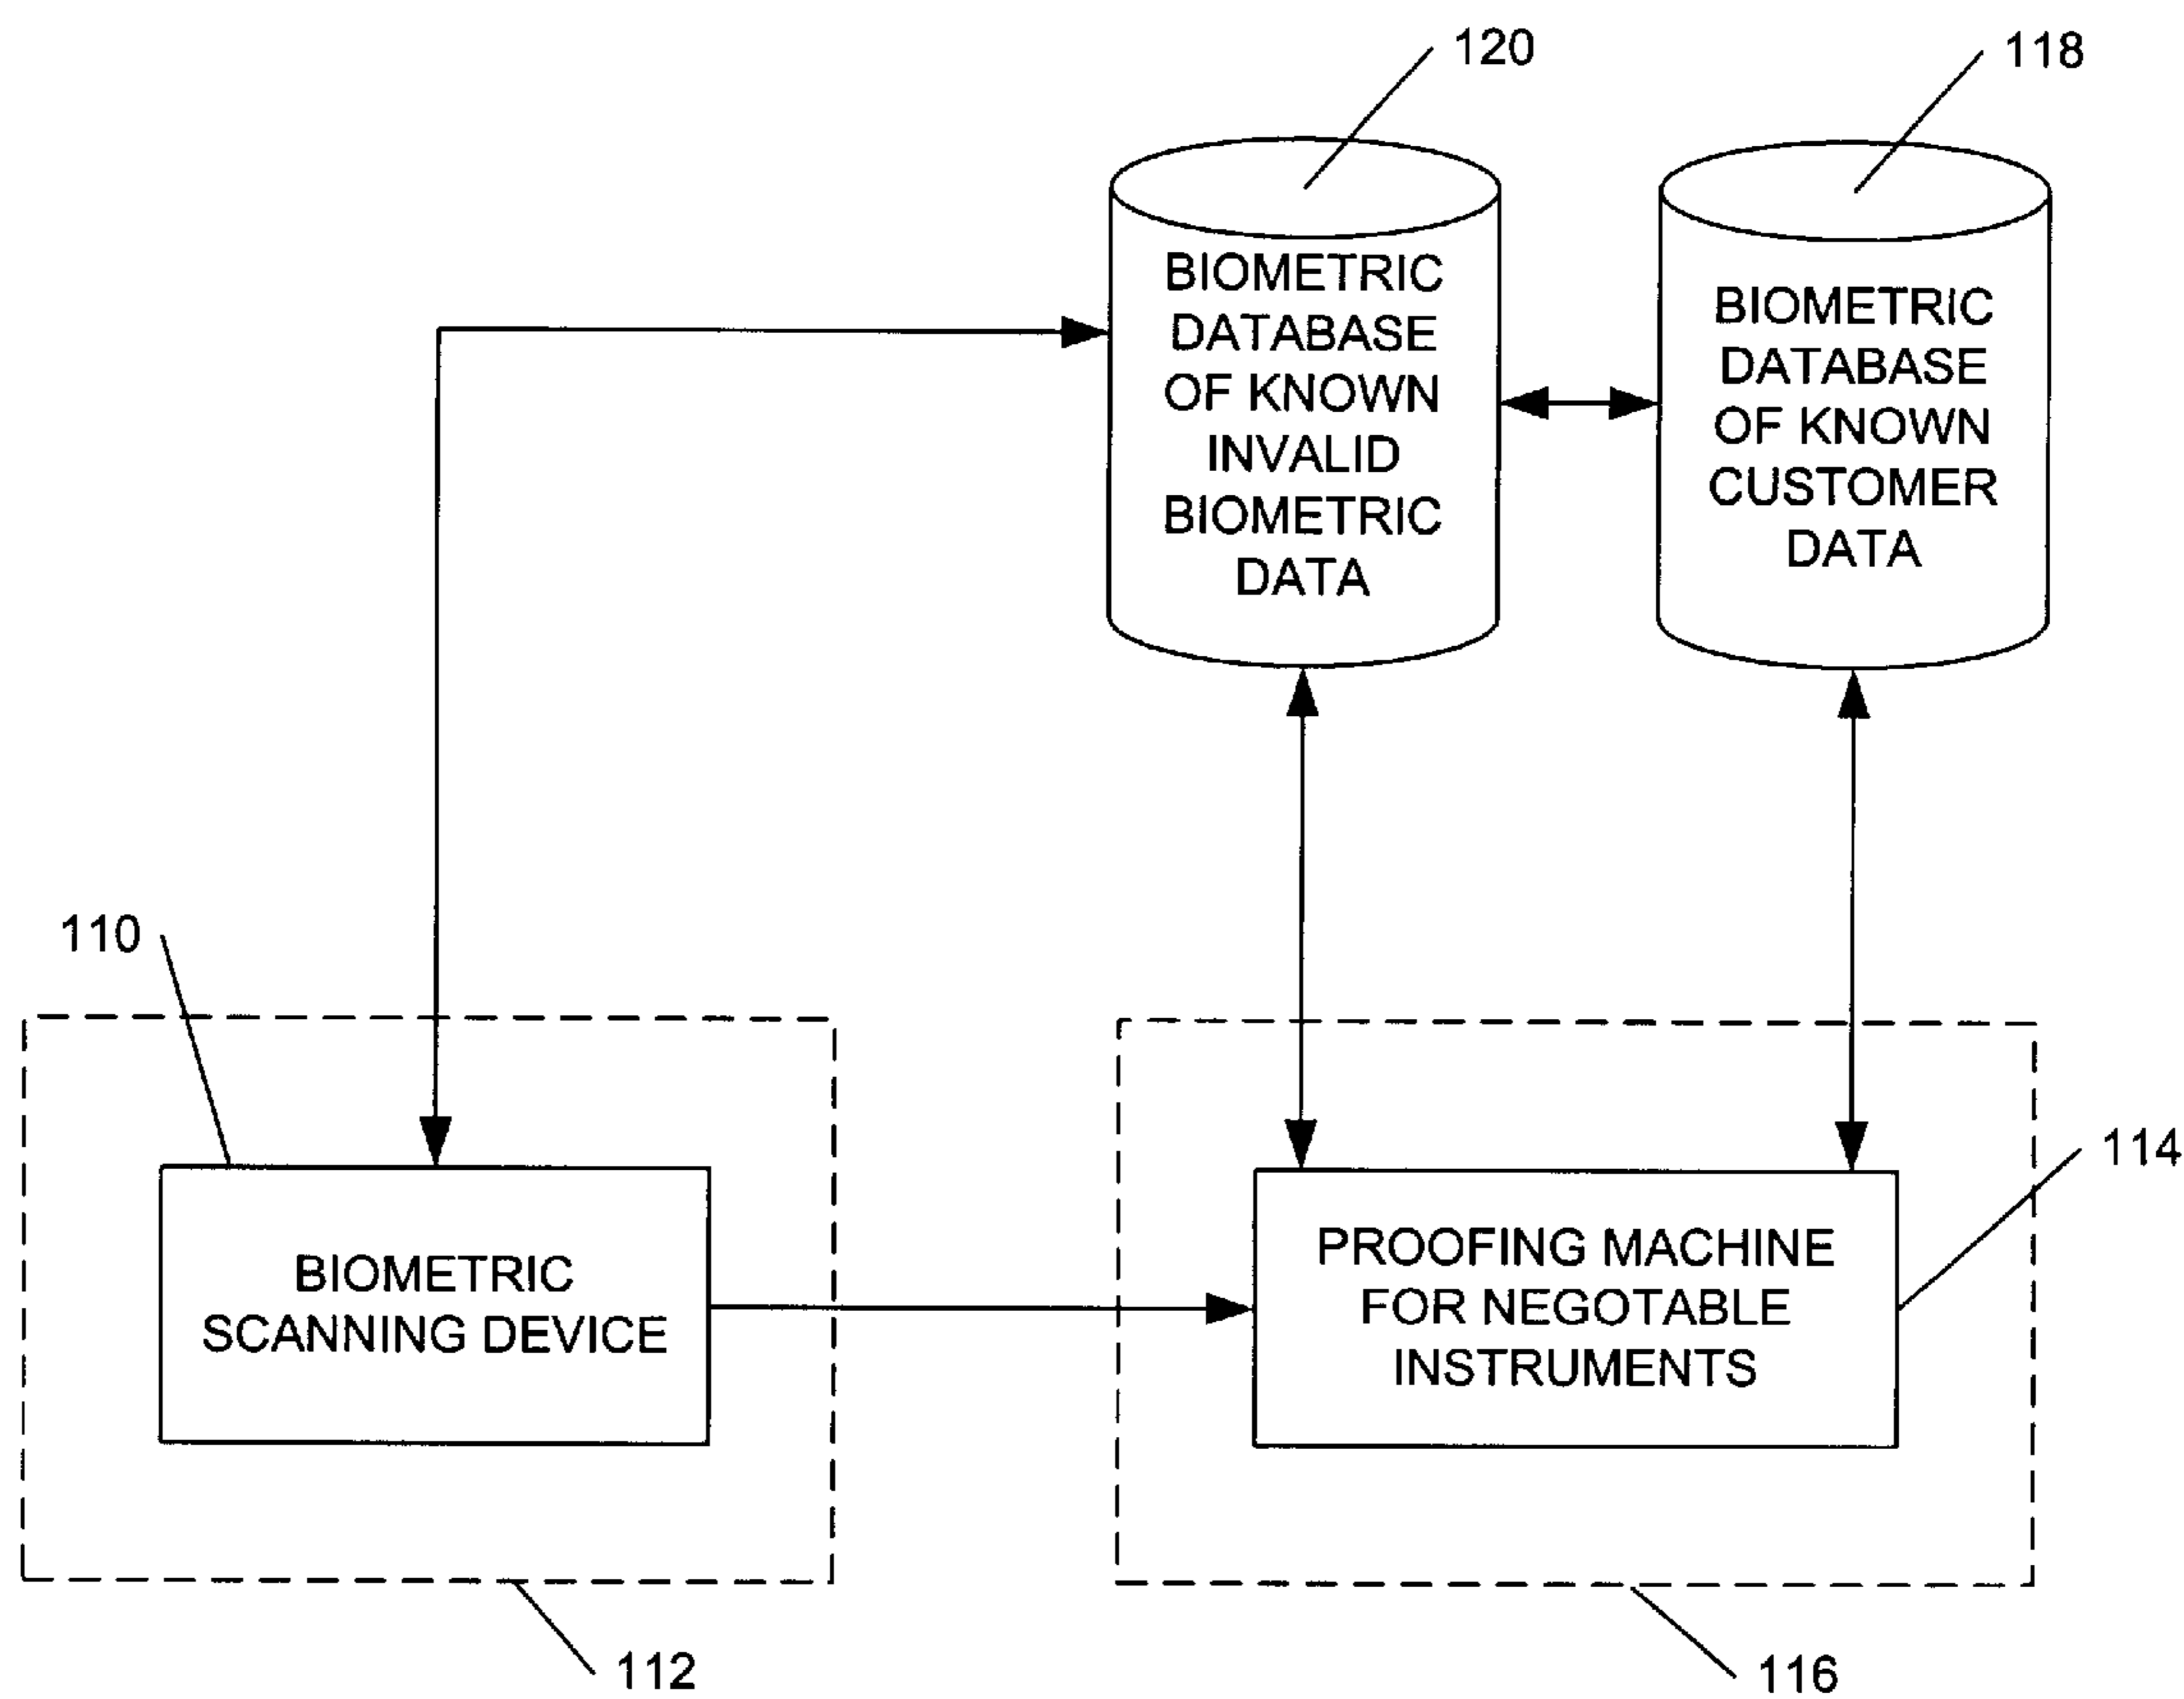 120
118
BIOMETRIC
DATABASE
OF KNOWN
INVALID
BIOMETRIC
DATA
BIOMETRIC
DATABASE
OF KNOWN
CUSTOMER
DATA
110
114
BIOMETRIC
SCANNING DEVICE
PROOFING MACHINE
FOR NEGOTABLE
INSTRUMENTS
112
116